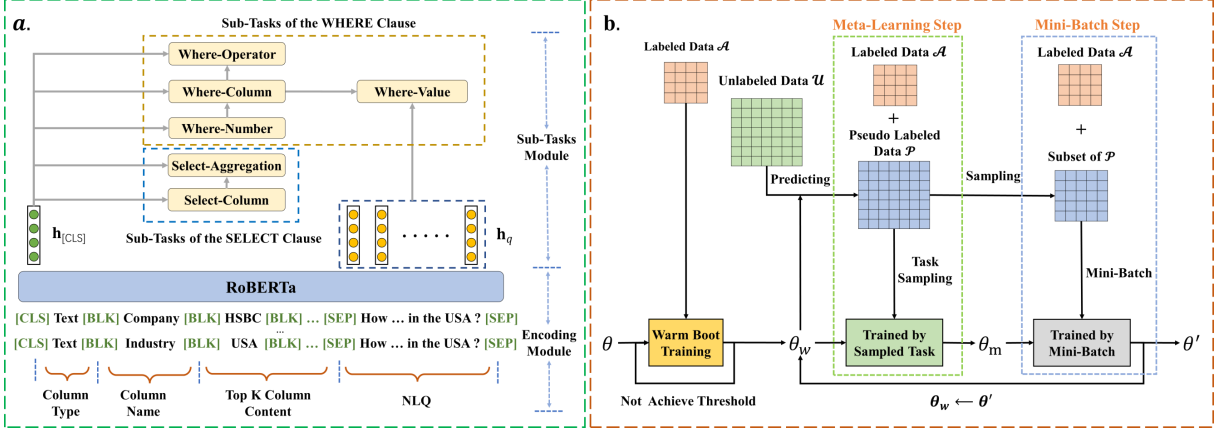 a.
Sub-Tasks of the WHERE Clause
Where-Operator
Where-Column
Where-Value
Where-Number
Select-Aggregation
Select-Column
Sub-Tasks of the SELECT Clause
h[CLS]
. . . . .
hq
Sub-Tasks
Module
RoBERTa
[CLS] Text [BLK] Company [BLK] HSBC [BLK] ... [SEP] How ... in the USA ? [SEP]
...
[CLS] Text [BLK] Industry [BLK] USA [BLK] ... [SEP] How ... in the USA ? [SEP]
Encoding
Module
Column
Type
Column
Name
Top K Column
Content
NLQ
b.
Meta-Learning Step
Mini-Batch Step
Labeled Data 𝒜
Labeled Data 𝒜
Labeled Data 𝒜
Unlabeled Data 𝒰
+
+
Pseudo Labeled
Data 𝒫
Subset of 𝒫
Predicting
Sampling
Task
Sampling
Mini-Batch
θ
Warm Boot
Training
θw
Trained by
Sampled Task
θm
Trained by
Mini-Batch
θ′
Not Achieve Threshold
θw ← θ′